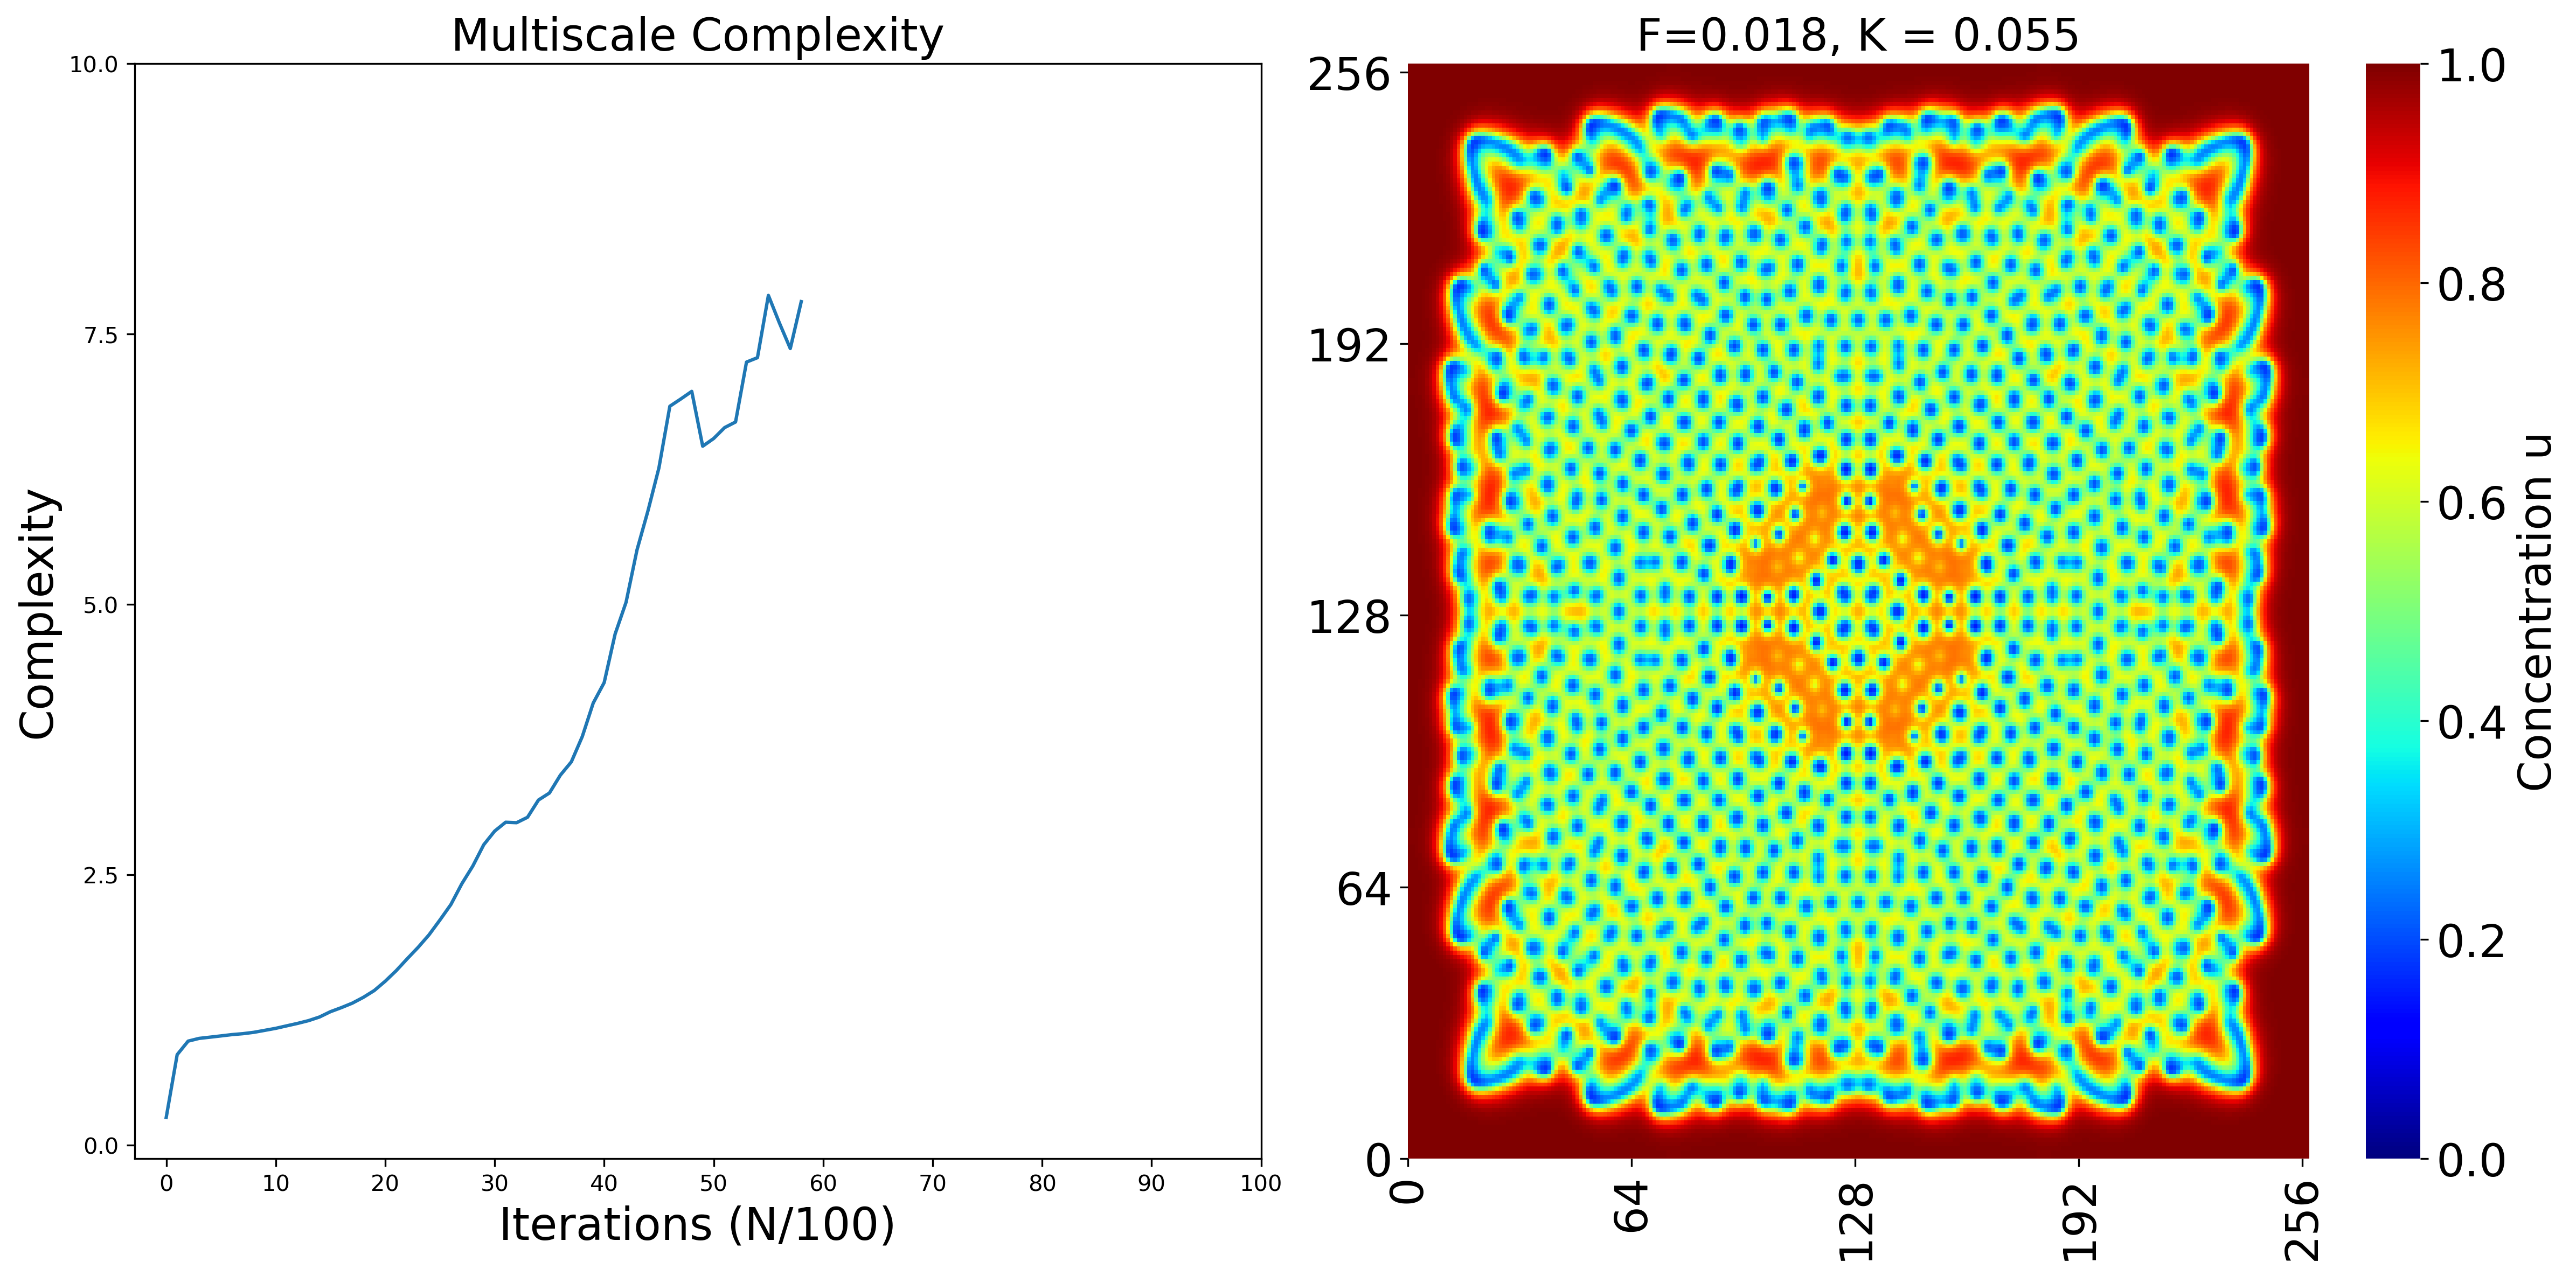 Multiscale Complexity
10.0
7.5
5.0
2.5
0.0
Complexity
0 10 20 30 40 50 60 70 80 90 100
Iterations (N/100)
F=0.018, K = 0.055
256
192
128
64
0
0 64 128 192 256
1.0
0.8
0.6
0.4
0.2
0.0
Concentration u